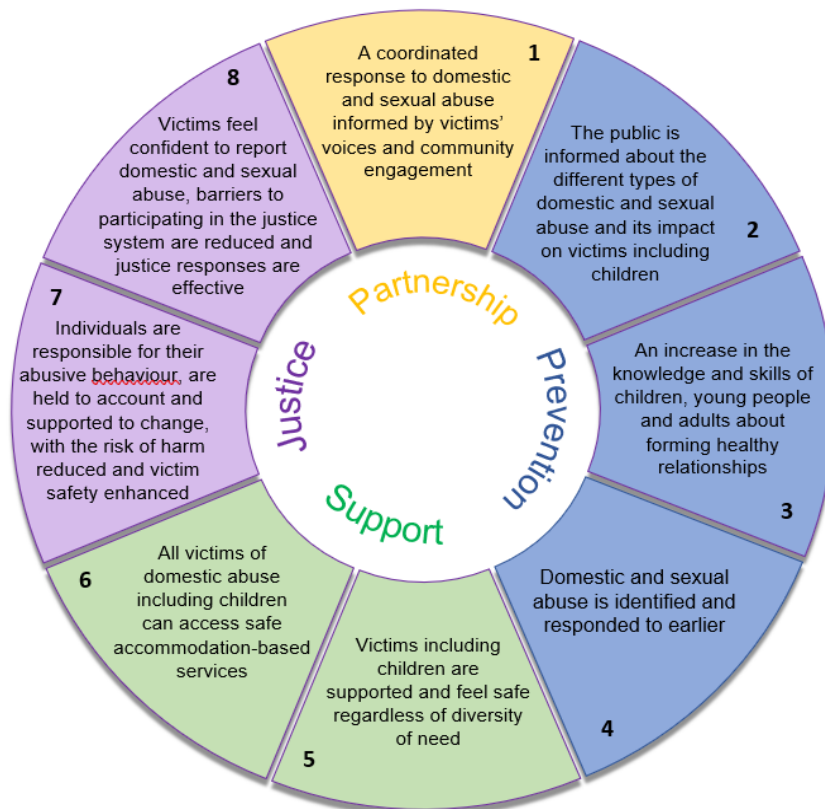 1
A coordinated
response to domestic
and sexual abuse
informed by victims’
voices and community
engagement
2
The public is
informed about the
different types of
domestic and sexual
abuse and its impact
on victims including
children
3
An increase in the
knowledge and skills of
children, young people
and adults about
forming healthy
relationships
4
Domestic and sexual
abuse is identified and
responded to earlier
5
Victims including
children are
supported and feel safe
regardless of diversity
of need
6
All victims of
domestic abuse
including children
can access safe
accommodation-based
services
7
Individuals are
responsible for their
abusive behaviour, are
held to account and
supported to change,
with the risk of harm
reduced and victim
safety enhanced
8
Victims feel
confident to report
domestic and sexual
abuse, barriers to
participating in the
justice system are
reduced and
justice responses are
effective
Partnership
Prevention
Support
Justice